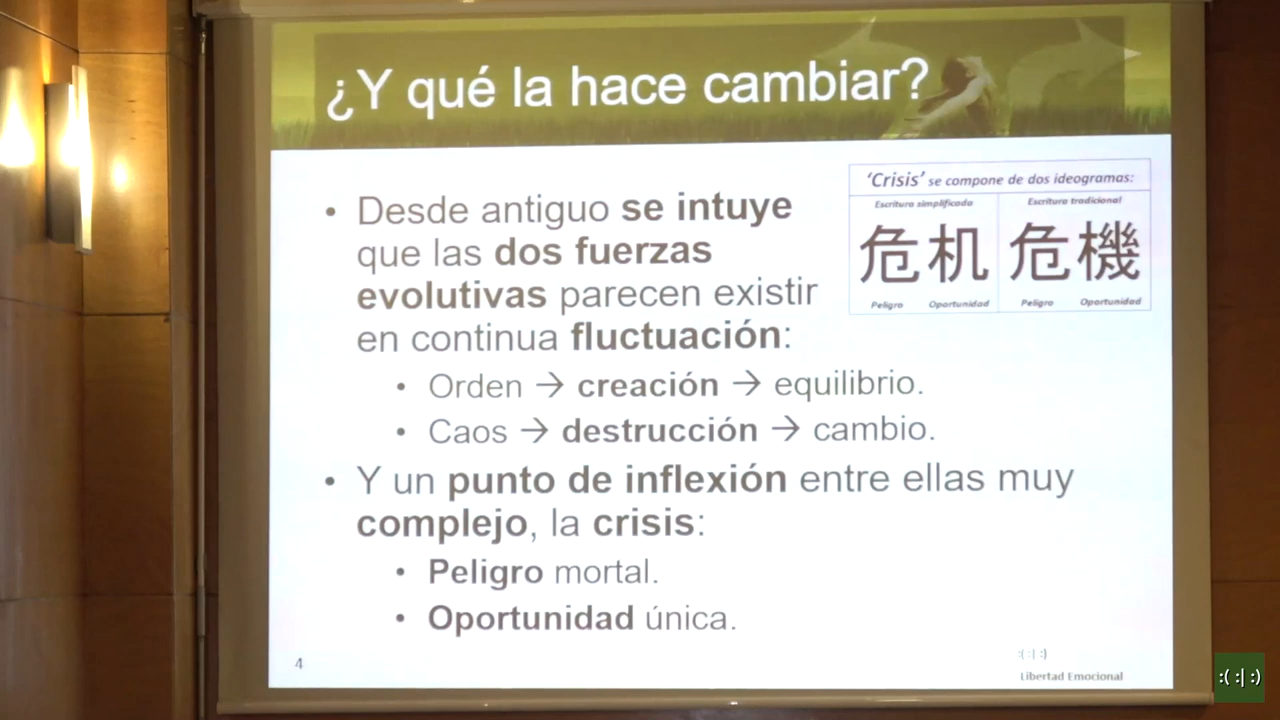 ¿Y qué la hace cambiar?
• Desde antiguo se intuye
que las dos fuerzas
evolutivas parecen existir
en continua fluctuación:
• Orden → creación → equilibrio.
• Caos → destrucción → cambio.
• Y un punto de inflexión entre ellas muy
complejo, la crisis:
• Peligro mortal.
• Oportunidad única.
'Crisis' se compone de dos ideogramas:
Escritura simplificada Escritura tradicional
危机 危機
Peligro Oportunidad Peligro Oportunidad
4
:( :| :)
Libertad Emocional
:( :| :)